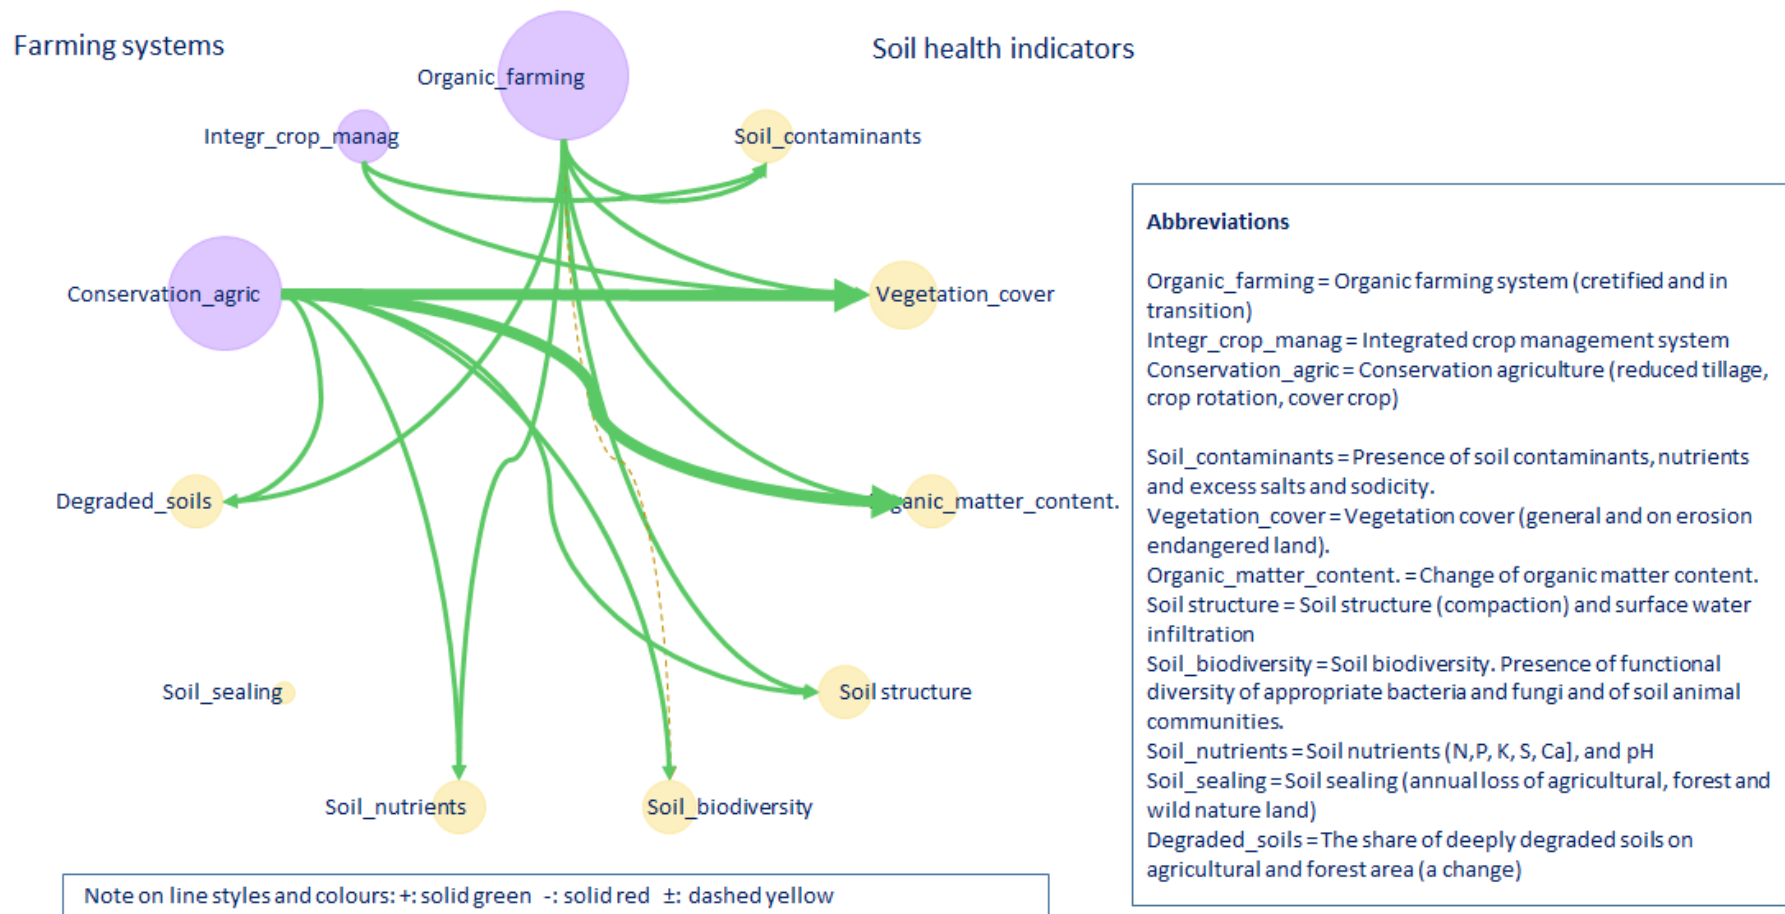 Farming systems
Soil health indicators
Organic_farming
Integr_crop_manag
Soil_contaminants
Conservation_agric
Vegetation_cover
Degraded_soils
anic_matter_content.
Soil_sealing
Soil structure
Soil_nutrients
Soil_biodiversity
Abbreviations
Organic_farming = Organic farming system (cretified and in
transition)
Integr_crop_manag = Integrated crop management system
Conservation_agric = Conservation agriculture (reduced tillage,
crop rotation, cover crop)
Soil_contaminants = Presence of soil contaminants, nutrients
and excess salts and sodicity.
Vegetation_cover = Vegetation cover (general and on erosion
endangered land).
Organic_matter_content. = Change of organic matter content.
Soil structure = Soil structure (compaction) and surface water
infiltration
Soil_biodiversity = Soil biodiversity. Presence of functional
diversity of appropriate bacteria and fungi and of soil animal
communities.
Soil_nutrients = Soil nutrients (N,P, K, S, Ca], and pH
Soil_sealing = Soil sealing (annual loss of agricultural, forest and
wild nature land)
Degraded_soils = The share of deeply degraded soils on
agricultural and forest area (a change)
Note on line styles and colours: +: solid green -: solid red ±: dashed yellow